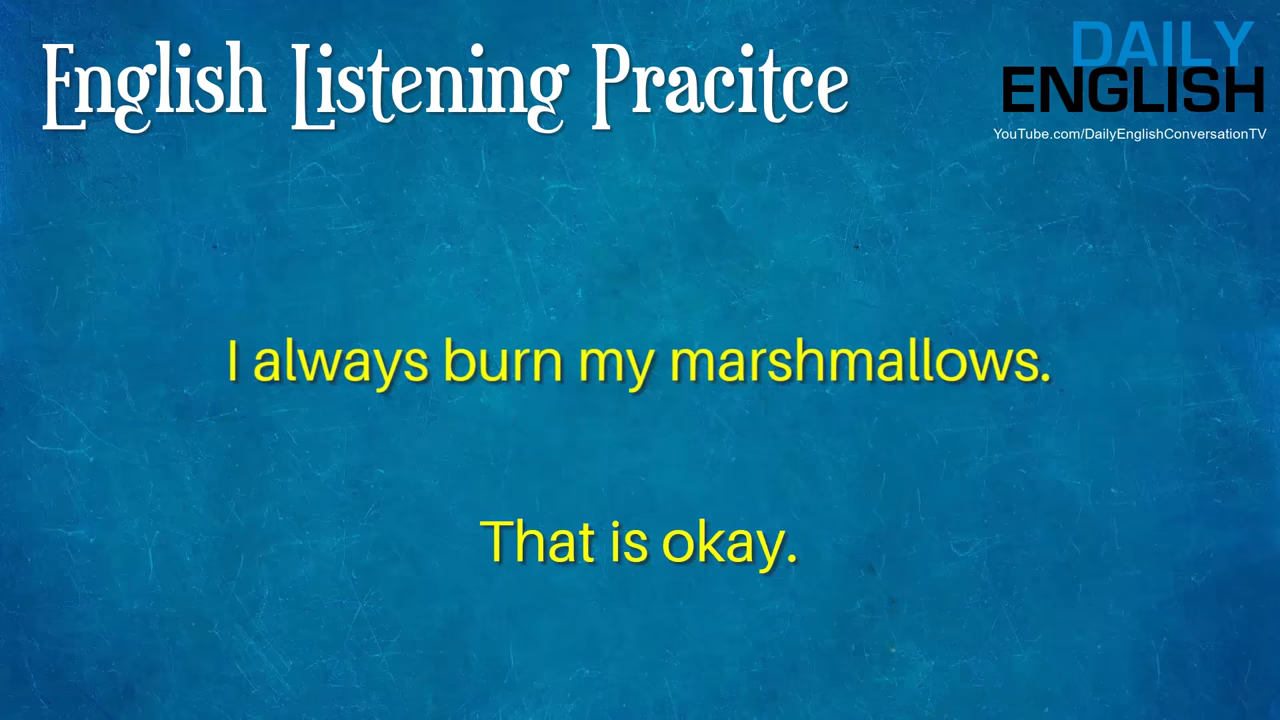 English Listening Pracitce
DAILY
ENGLISH
YouTube.com/DailyEnglishConversationTV
I always burn my marshmallows.
That is okay.